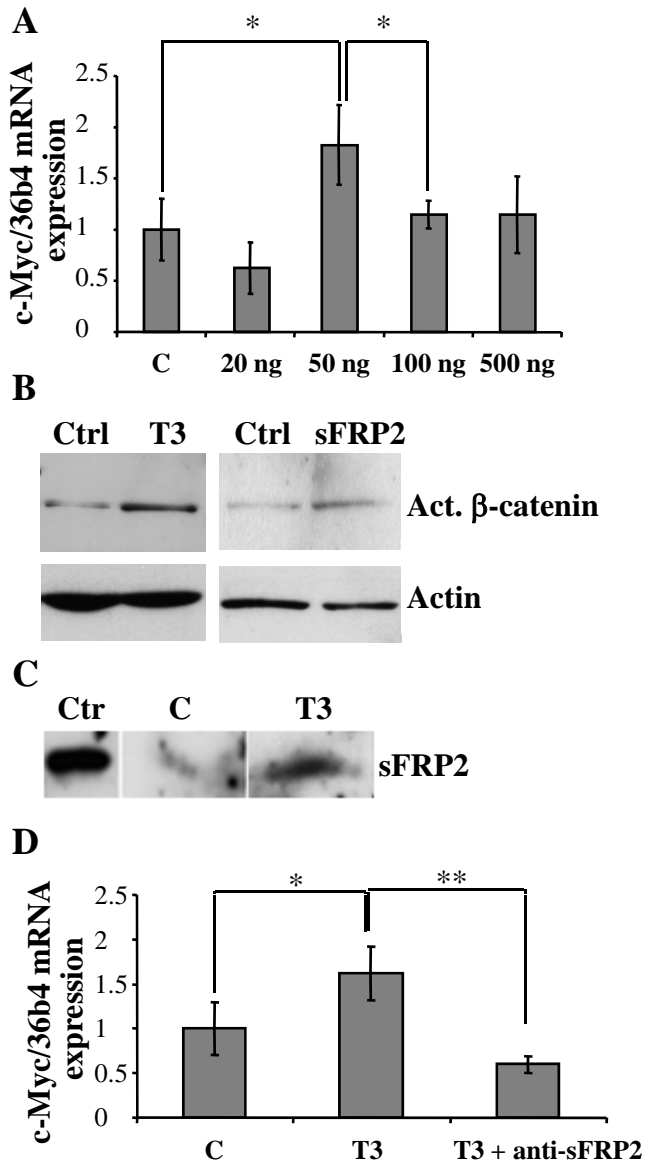 A
* *
c-Myc/36b4 mRNA
expression
2.5
2
1.5
1
0.5
0
C 20 ng 50 ng 100 ng 500 ng
B
Ctrl T3 Ctrl sFRP2
Act. β-catenin
Actin
C
Ctr C T3
sFRP2
D
* **
c-Myc/36b4 mRNA
expression
2.5
2
1.5
1
0.5
0
C T3 T3 + anti-sFRP2